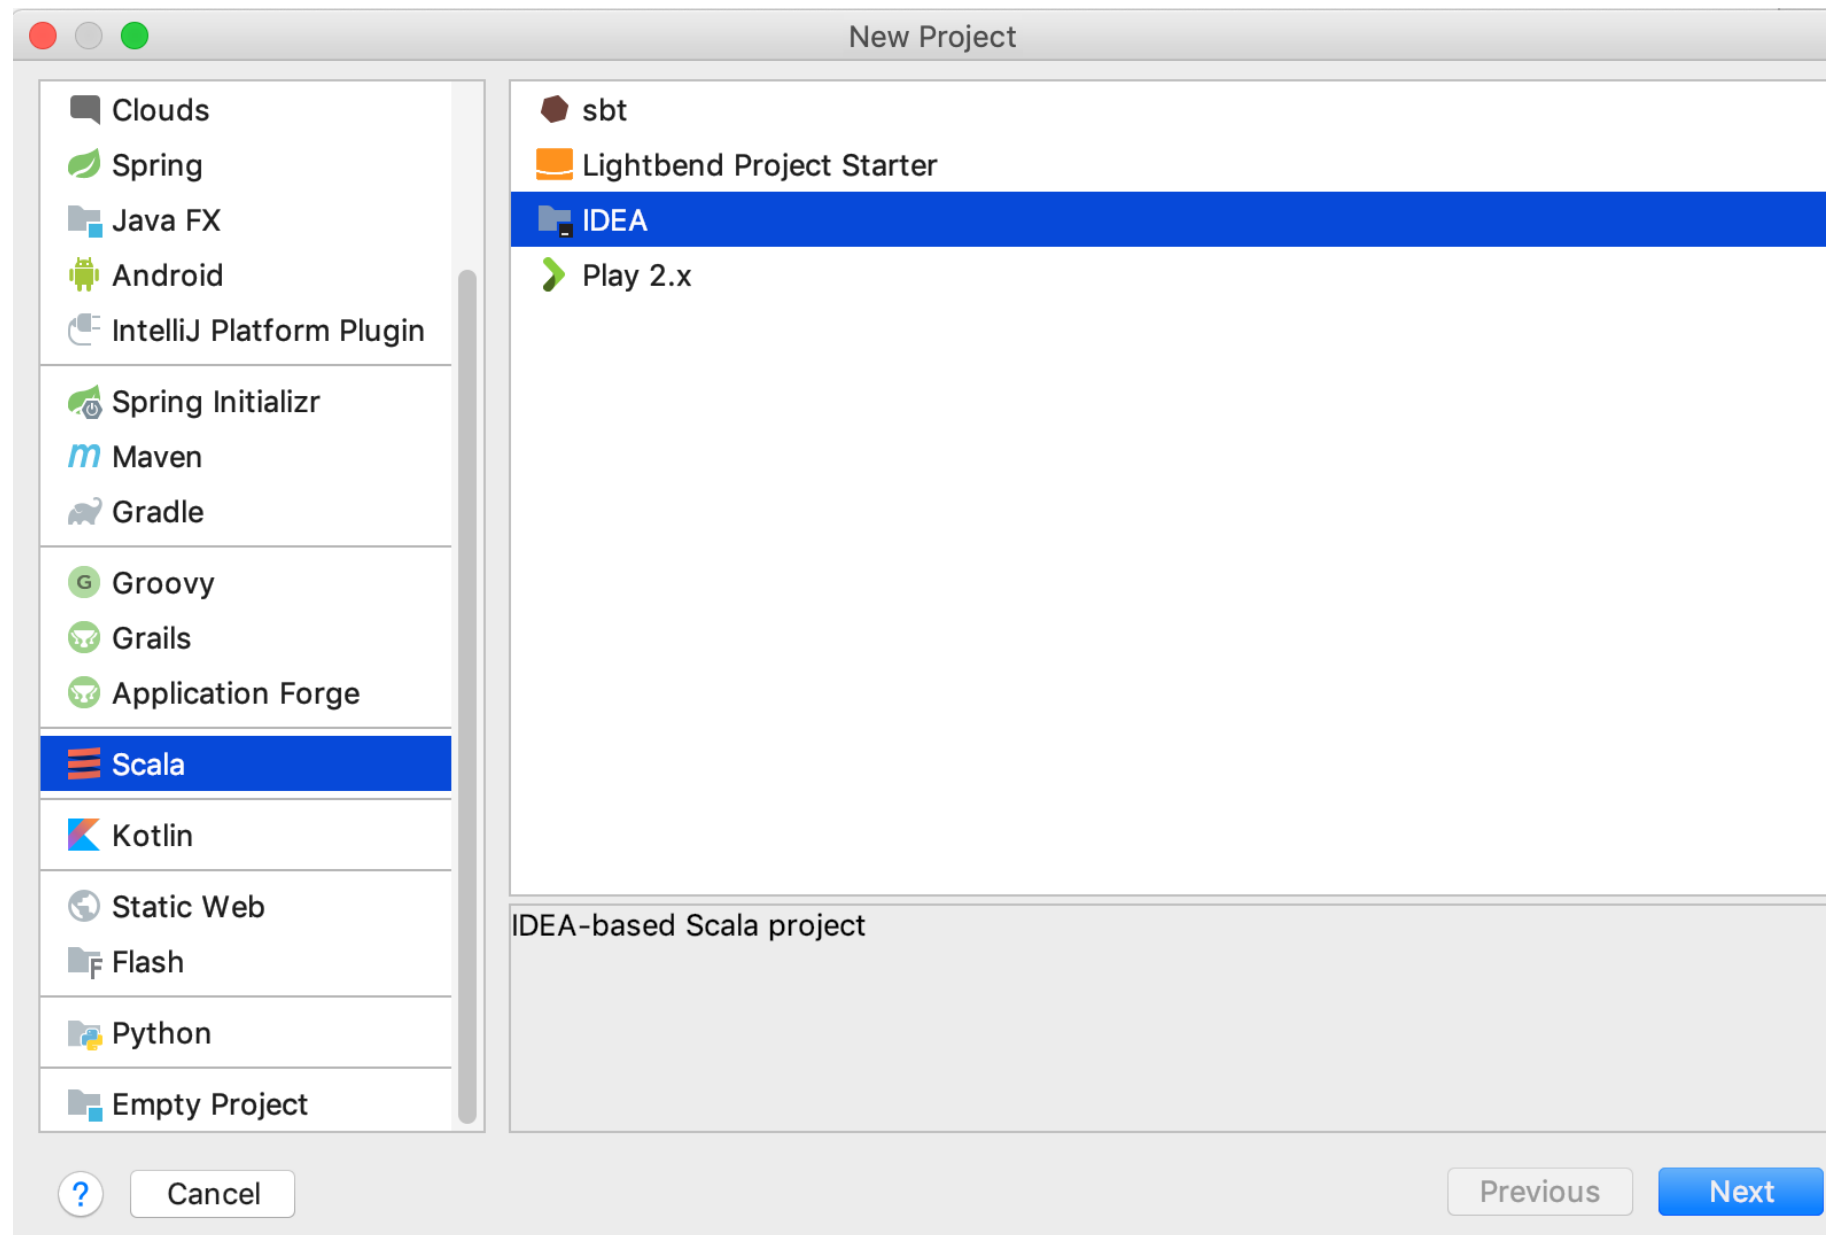 New Project
Clouds
Spring
Java FX
Android
IntelliJ Platform Plugin
Spring Initializr
m Maven
Gradle
G Groovy
Grails
Application Forge
Scala
Kotlin
Static Web
F Flash
Python
Empty Project
sbt
Lightbend Project Starter
IDEA
Play 2.x
IDEA-based Scala project
? Cancel
Previous
Next